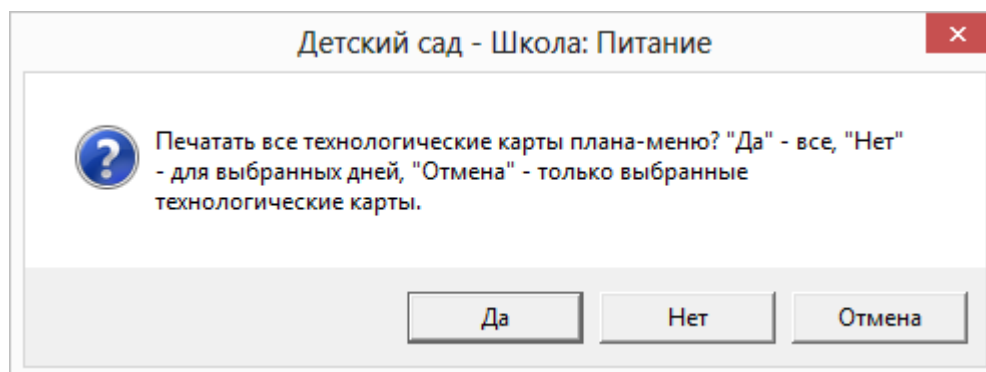 Детский сад - Школа: Питание
Печатать все технологические карты плана-меню? "Да" - все, "Нет"
- для выбранных дней, "Отмена" - только выбранные
технологические карты.
Да
Нет
Отмена